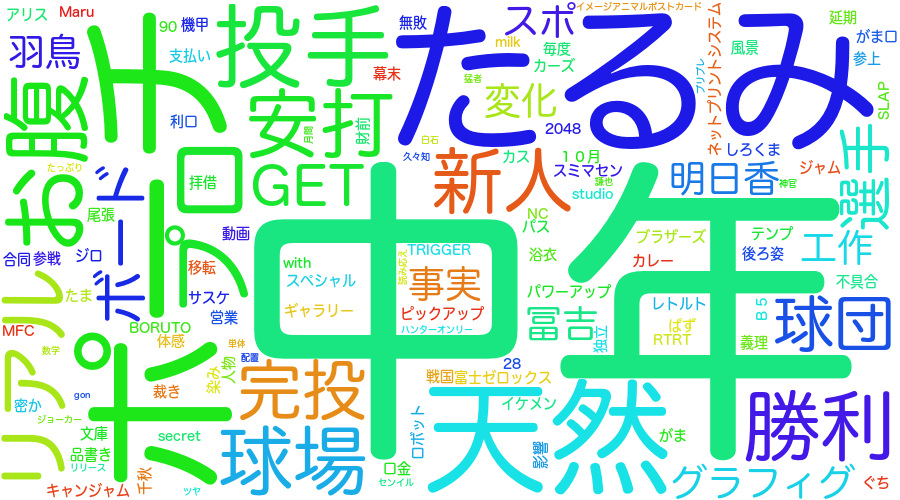 アリス
Maru
90
機甲
投手
無敗
たるみ
スポ
イメージアニマルポストカード
延期
がま口
羽鳥
チ
支払い
幕末
milk
毎度
カーズ
猛者
変化
プリプレ
ネットプリントシステム
風景
参上
SLAP
お腹
利口
安打
月間
財前
白石
2048
しろくま
選手
たっぷり
口
拝借
GET
久々知
新人
カス
１０月
スミマセン
謙也
studio
明日香
神官
ジャム
ボード
尾張
動画
中年
NC
パス
ブラザーズ
テンプ
工作
合同
参戦
ジロ
デ
移転
with
TRIGGER
読み応え
浴衣
カレー
後ろ姿
スペシャル
事実
パワーアップ
不具合
リアル
たま
サスケ
営業
ギャラリー
ピックアップ
冨吉
レトルト
B5
球団
MFC
BORUTO
体感
ハンターオンリー
独立
ばず
RTRT
義理
数字
ポ
単体
配置
28
gon
裁き
染み
人物
完投
戦国
富士ゼロックス
天然
勝利
密か
ジョーカー
文庫
secret
ロボット
イケメン
影響
がま
品書き
リリース
球場
口金
センイル
グラフィグ
キャンジャム
千秋
ツヤ
ぐち